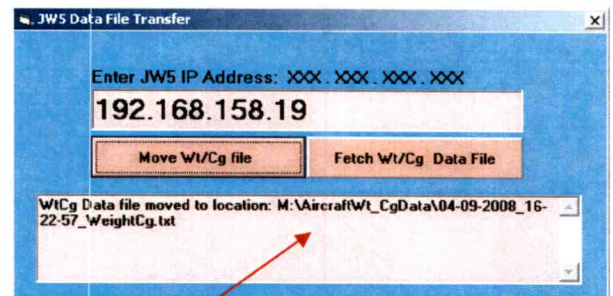 JW5 Data File Transfer
Enter JW5 IP Address: XXX . XXX . XXX . XXX
192.168.158.19
Move Wt/Cg file
Fetch Wt/Cg Data File
WtCg Data file moved to location: M:\AircraftWt_CgData\04-09-2008_16-
22-57_WeightCg.txt